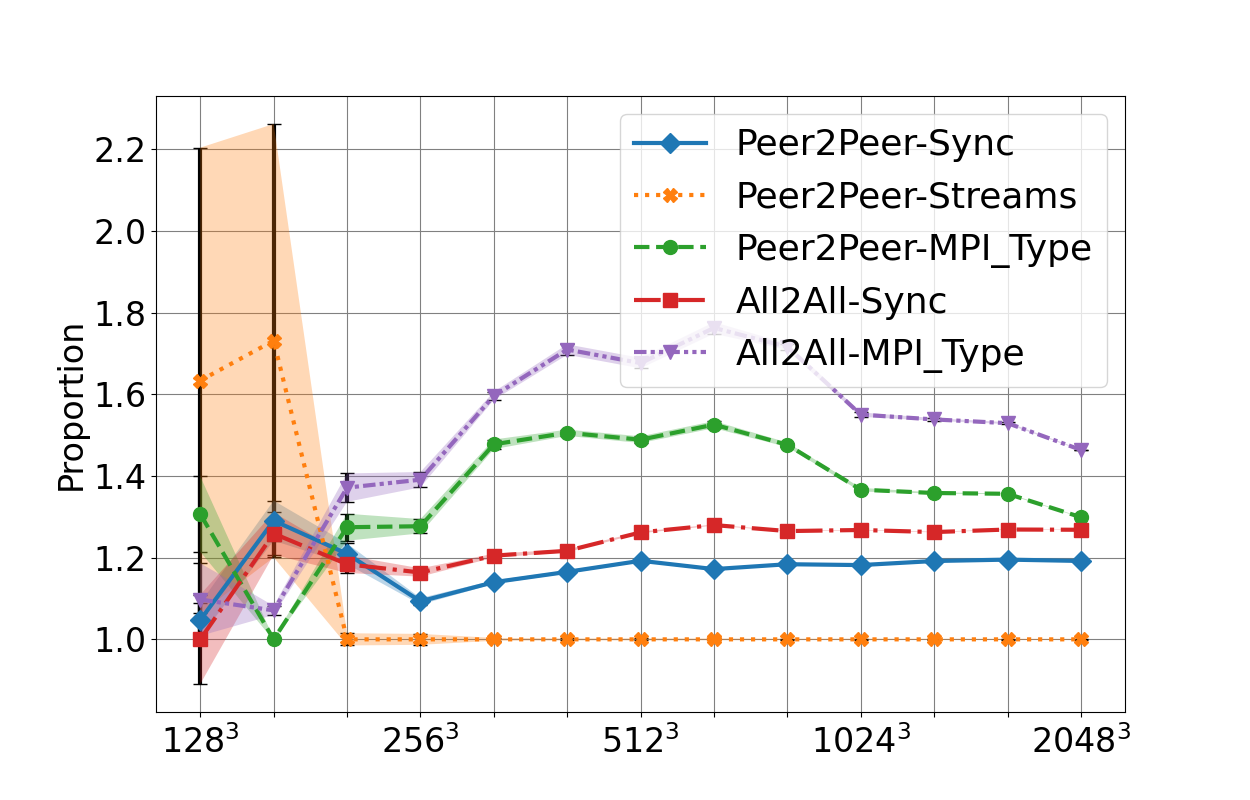 Proportion
2.2
2.0
1.8
1.6
1.4
1.2
1.0
128³
256³
512³
1024³
2048³
Peer2Peer-Sync
Peer2Peer-Streams
Peer2Peer-MPI_Type
All2All-Sync
All2All-MPI_Type